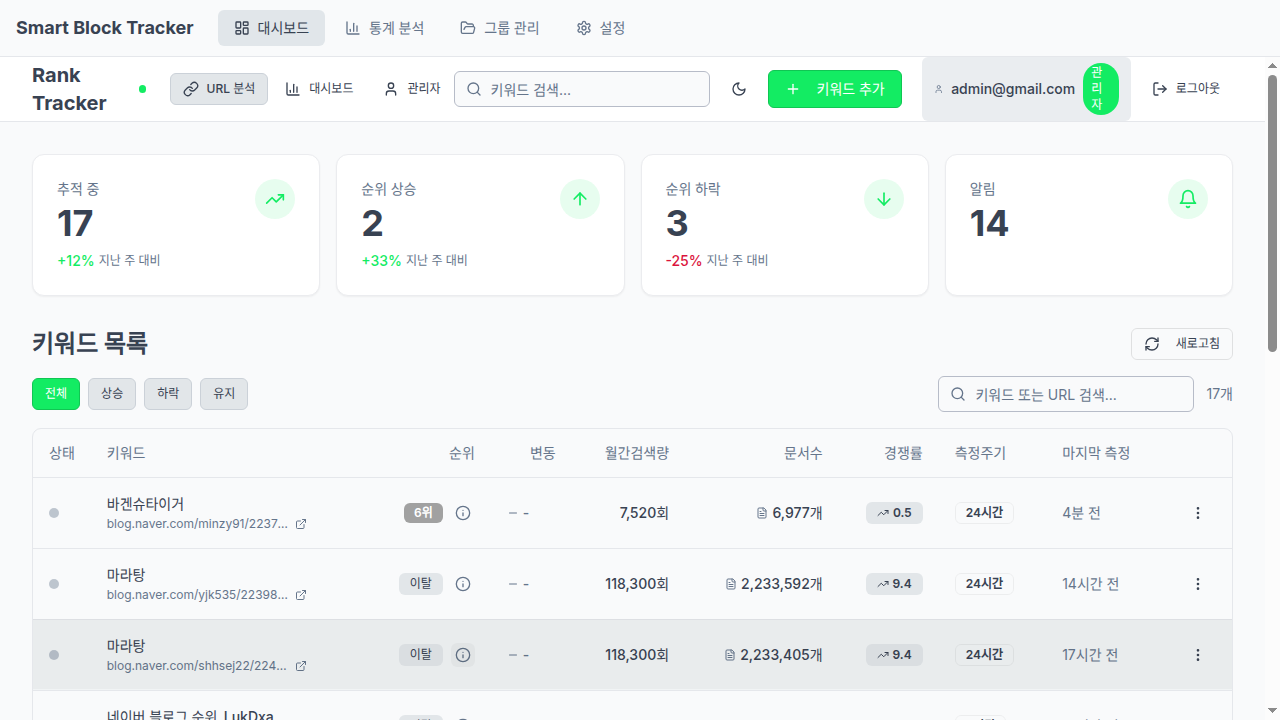 Smart Block Tracker
대시보드
통계 분석
그룹 관리
설정
Rank Tracker
URL 분석
대시보드
관리자
키워드 검색...
키워드 추가
admin@gmail.com
관리자
로그아웃
추적 중
17
+12% 지난 주 대비
순위 상승
2
+33% 지난 주 대비
순위 하락
3
-25% 지난 주 대비
알림
14
키워드 목록
새로고침
전체
상승
하락
유지
키워드 또는 URL 검색...
17개
상태 키워드 순위 변동 월간검색량 문서수 경쟁률 측정주기 마지막 측정
바겐슈타이거
blog.naver.com/minzy91/2237...
6위 - 7,520회 6,977개 0.5 24시간 4분 전
마라탕
blog.naver.com/yjk535/22398...
이탈 - 118,300회 2,233,592개 9.4 24시간 14시간 전
마라탕
blog.naver.com/shhsej22/224...
이탈 - 118,300회 2,233,405개 9.4 24시간 17시간 전
네이버 블로그 순위_LukDxa